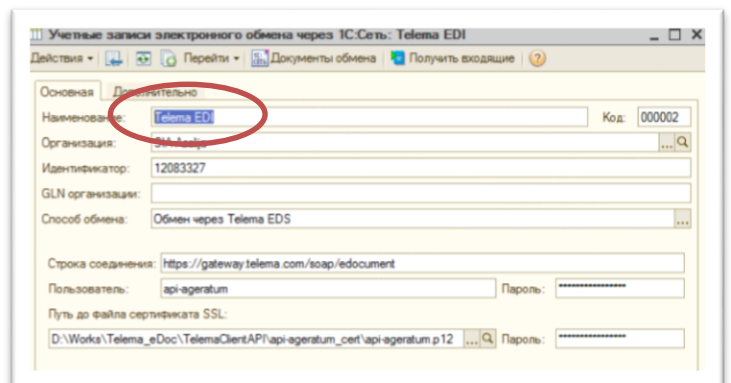 Учетные записи электронного обмена через 1С:Сеть: Telema EDI
Действия Перейти Документы обмена Получить входящие
Основная Дополнительно
Наименование: Telema EDI Код: 000002
Организация: SIA
Идентификатор: 12083327
GLN организации:
Способ обмена: Обмен через Telema EDS ...
Строка соединения: https://gateway.telema.com/soap/edocument
Пользователь: api-ageratum Пароль: ****************
Путь до файла сертификата SSL:
D:\Works\Telema_eDoc\TelemaClientAPI\api-ageratum_cert\api-ageratum.p12 ... Пароль: ****************